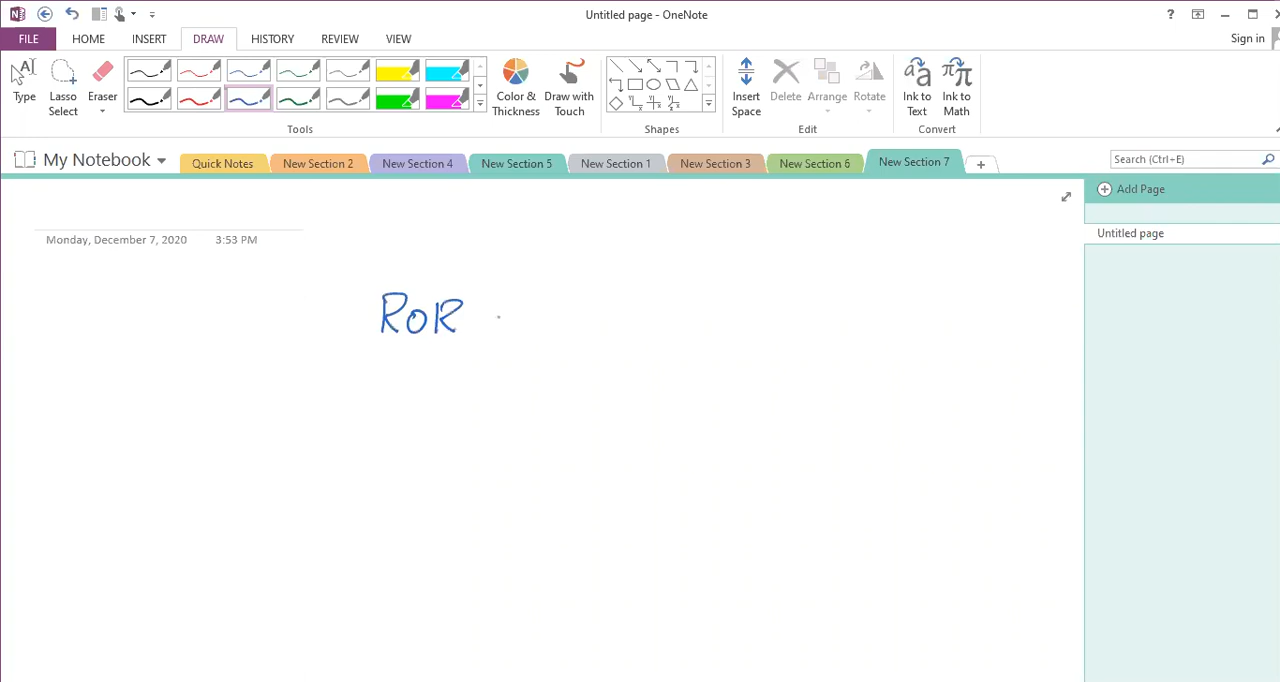 Untitled page - OneNote
?
FILE HOME INSERT DRAW HISTORY REVIEW VIEW
Sign in
Type
Lasso Select
Eraser
Color & Thickness
Draw with Touch
Insert Space
Delete
Arrange
Rotate
Ink to Text
Ink to Math
Tools Shapes Edit Convert
My Notebook
Quick Notes New Section 2 New Section 4 New Section 5 New Section 1 New Section 3 New Section 6 New Section 7 +
Search (Ctrl+E)
Add Page
Untitled page
Monday, December 7, 2020 3:53 PM
RoR